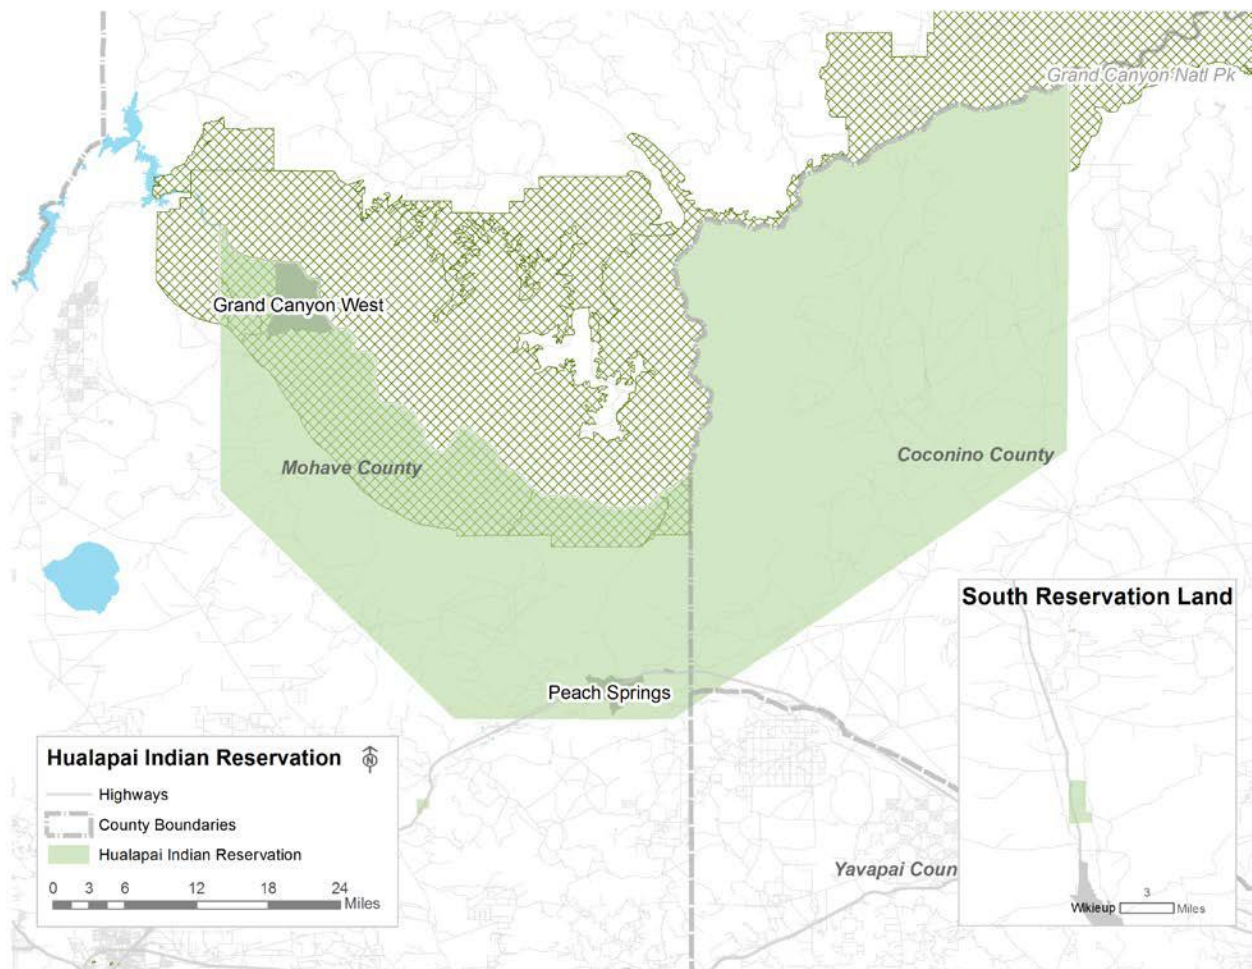 Grand Canyon Natl Pk
Grand Canyon West
Mohave County
Coconino County
Peach Springs
Yavapai Coun
Hualapai Indian Reservation
N
Highways
County Boundaries
Hualapai Indian Reservation
0 3 6 12 18 24
Miles
South Reservation Land
Wikieup
3
Miles